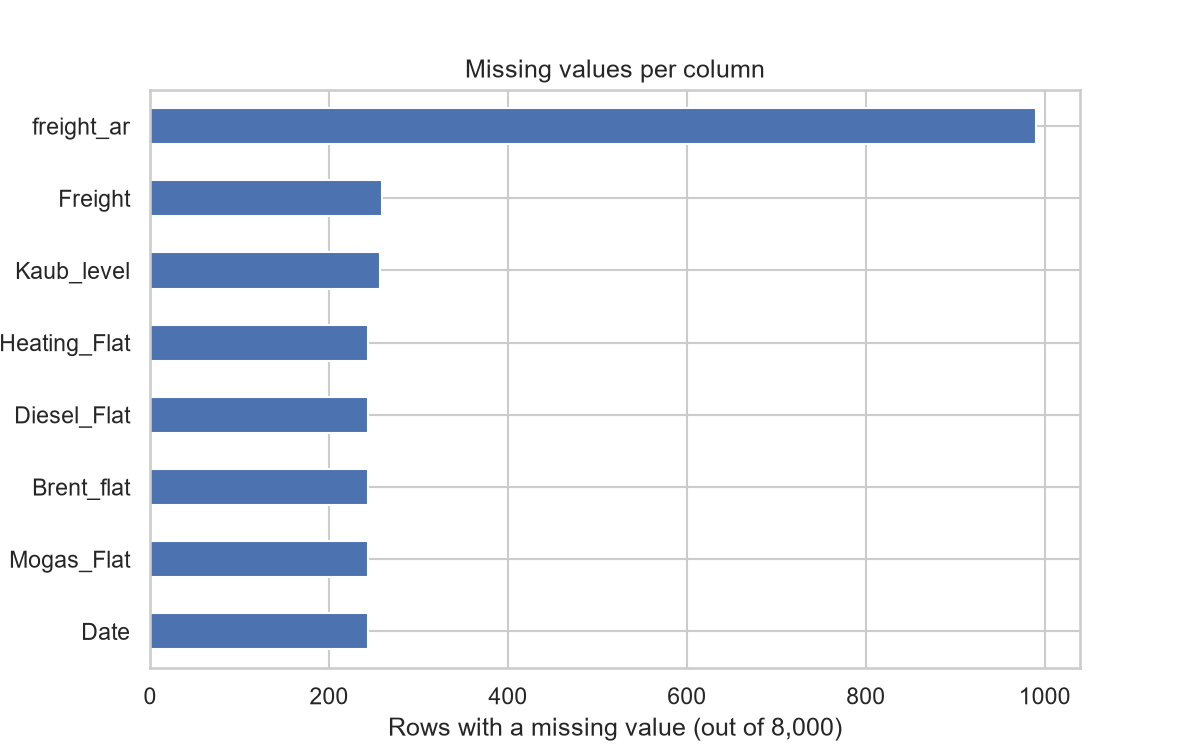 Missing values per column
freight_ar
Freight
Kaub_level
Heating_Flat
Diesel_Flat
Brent_flat
Mogas_Flat
Date
0 200 400 600 800 1000
Rows with a missing value (out of 8,000)